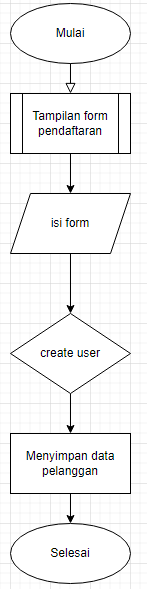 Mulai
Tampilan form
pendaftaran
isi form
create user
Menyimpan data
pelanggan
Selesai